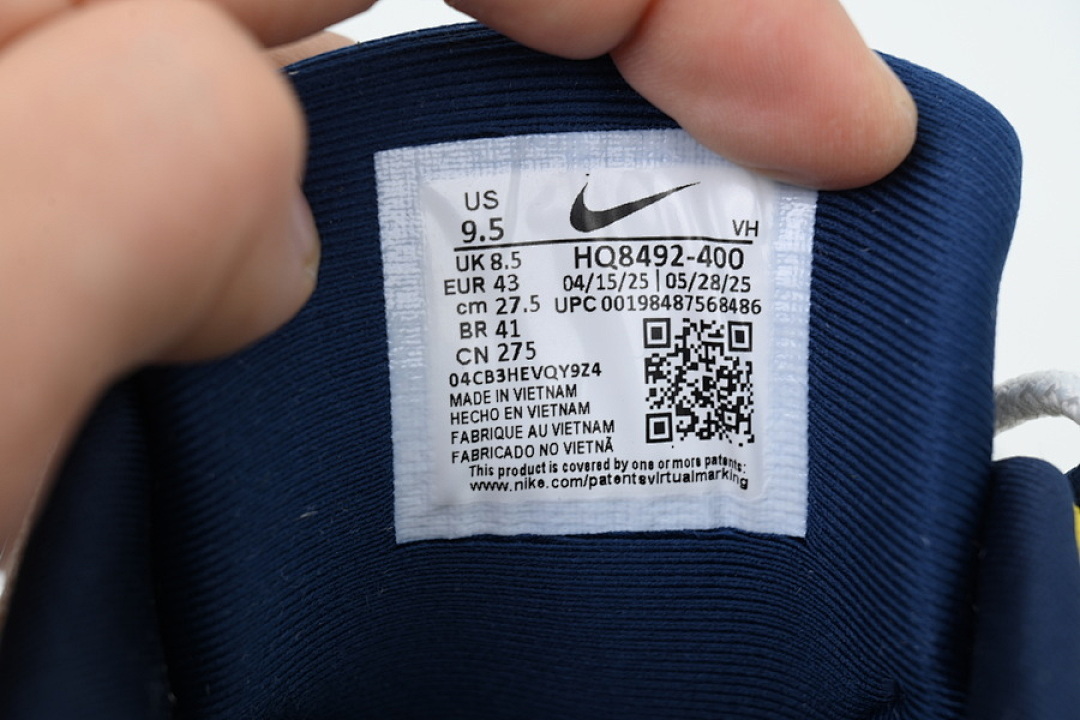 US
9.5
VH
UK 8.5
HQ8492-400
EUR 43
04/15/25 | 05/28/25
cm 27.5
UPC 00198487568486
BR 41
CN 275
04CB3HEVQY9Z4
MADE IN VIETNAM
HECHO EN VIETNAM
FABRIQUE AU VIETNAM
FABRICADO NO VIETNÃ
This product is covered by one or more patents:
www.nike.com/patentsvirtualmarking